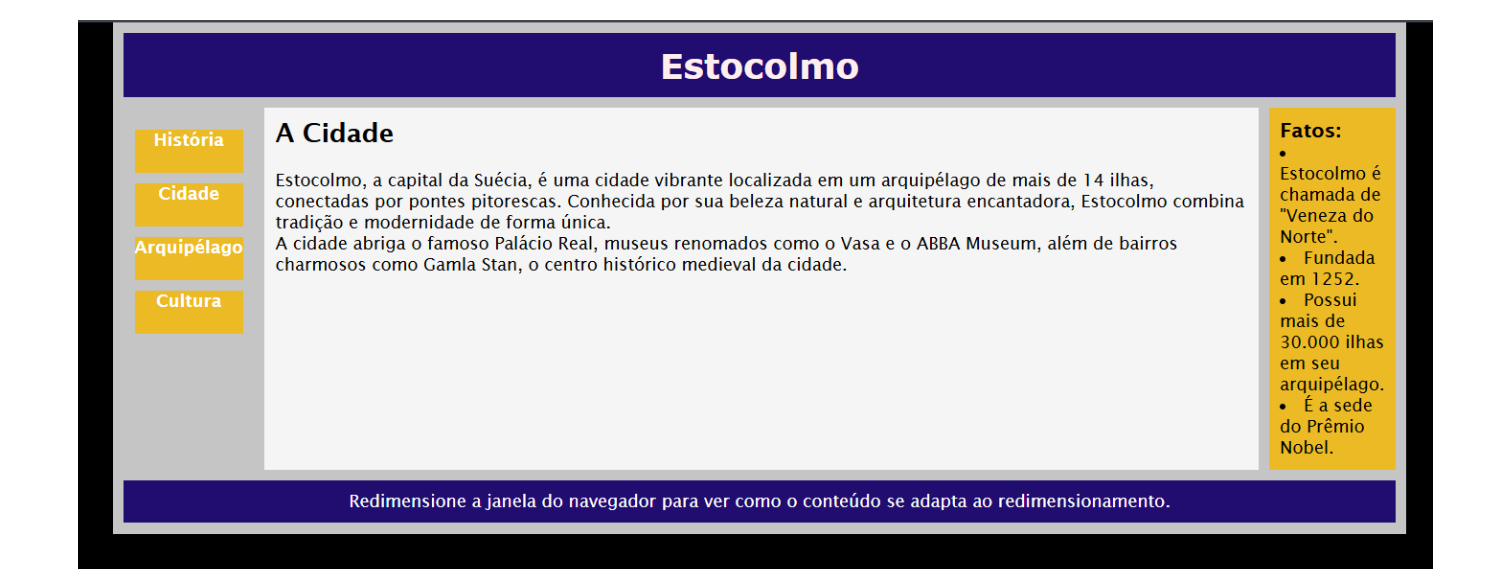 Estocolmo
História
Cidade
Arquipélago
Cultura
A Cidade
Estocolmo, a capital da Suécia, é uma cidade vibrante localizada em um arquipélago de mais de 14 ilhas,
conectadas por pontes pitorescas. Conhecida por sua beleza natural e arquitetura encantadora, Estocolmo combina
tradição e modernidade de forma única.
A cidade abriga o famoso Palácio Real, museus renomados como o Vasa e o ABBA Museum, além de bairros
charmosos como Gamla Stan, o centro histórico medieval da cidade.
Fatos:
•
Estocolmo é
chamada de
"Veneza do
Norte".
• Fundada
em 1252.
• Possui
mais de
30.000 ilhas
em seu
arquipélago.
• É a sede
do Prêmio
Nobel.
Redimensione a janela do navegador para ver como o conteúdo se adapta ao redimensionamento.